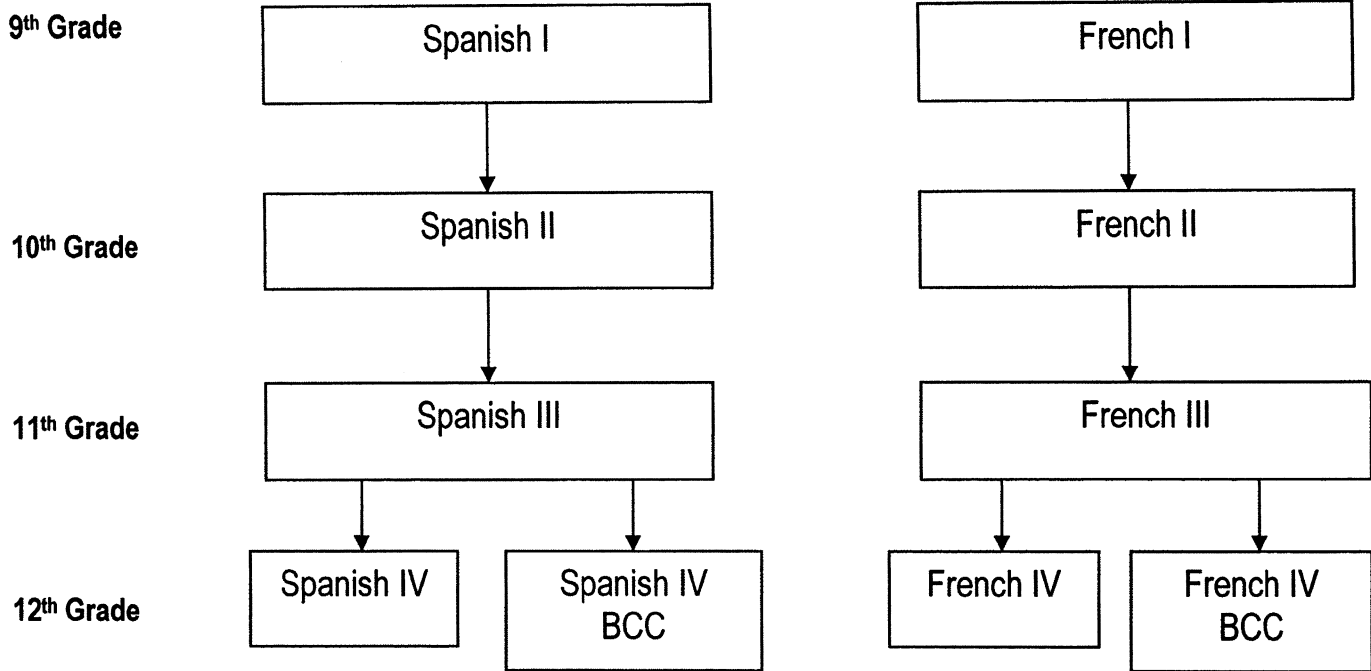 9th Grade
Spanish I
French I
10th Grade
Spanish II
French II
11th Grade
Spanish III
French III
12th Grade
Spanish IV
Spanish IV
BCC
French IV
French IV
BCC